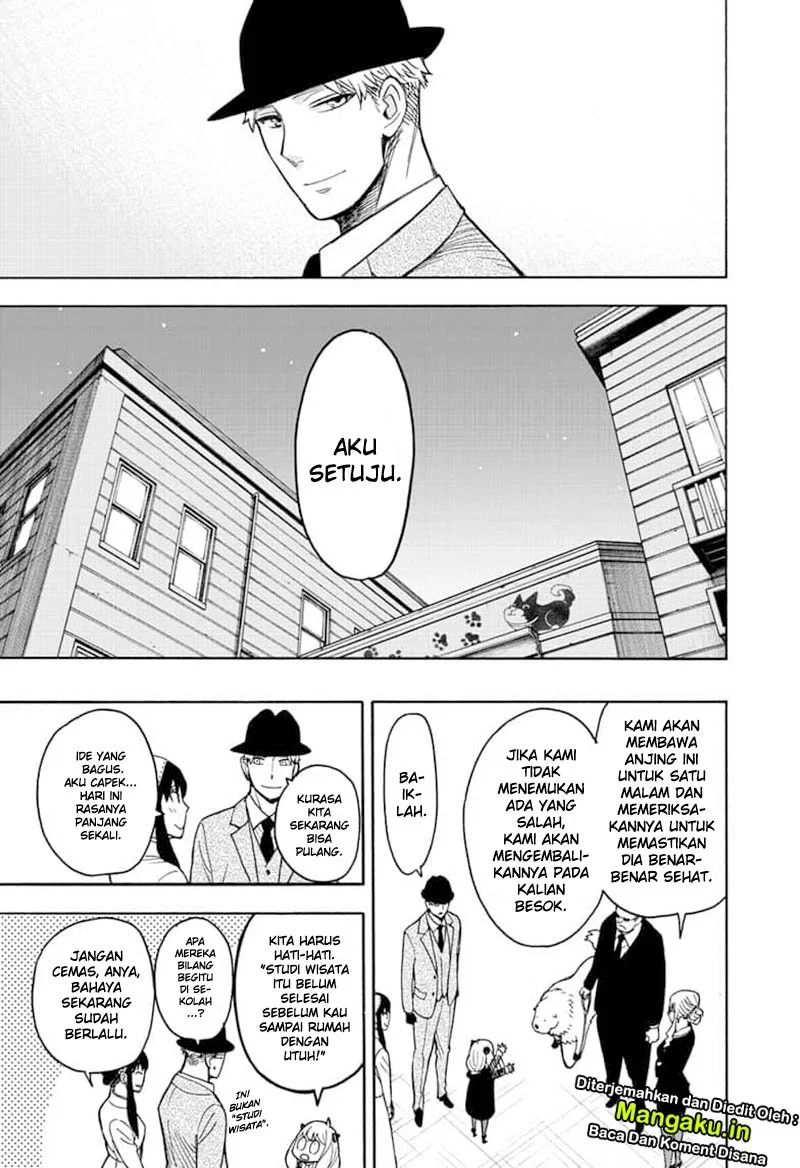 AKU
SETUJU.
KAMI AKAN
MEMBAWA
ANJING INI
UNTUK SATU
MALAM DAN
MEMERIKSA-
KANNYA UNTUK
MEMASTIKAN
DIA BENAR-
BENAR SEHAT.
JIKA KAMI
TIDAK
MENEMUKAN
ADA YANG
SALAH,
KAMI AKAN
MENGEMBALI-
KANNYA PADA
KALIAN
BESOK.
BA-
IK-
LAH.
KURASA
KITA
SEKARANG
BISA
PULANG.
IDE YANG
BAGUS.
AKU CAPEK...
HARI INI
RASANYA
PANJANG
SEKALI.
KITA HARUS
HATI-HATI.
"STUDI WISATA
ITU BELUM
SELESAI
SEBELUM KAU
SAMPAI RUMAH
DENGAN
UTUH!"
APA
MEREKA
BILANG
BEGITU
DI SE-
KOLAH
...?
INI
BUKAN
"STUDI
WISATA".
JANGAN
CEMAS, ANYA,
BAHAYA
SEKARANG
SUDAH
BERLALU.
Diterjemahkan dan Diedit Oleh :
Mangaku.in
Baca Dan Koment Disana